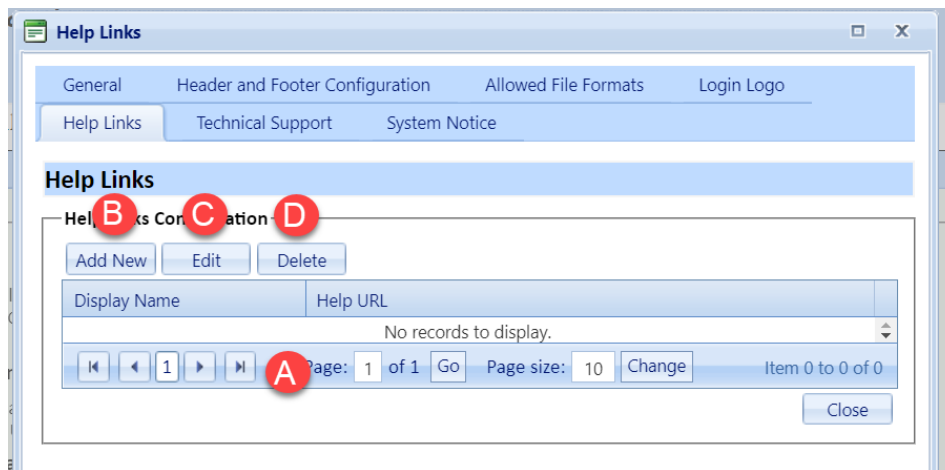 Help Links
General Header and Footer Configuration Allowed File Formats Login Logo
Help Links Technical Support System Notice
Help Links
B C D
Add New Edit Delete
Display Name Help URL
No records to display.
1 A Page: 1 of 1 Go Page size: 10 Change Item 0 to 0 of 0
Close